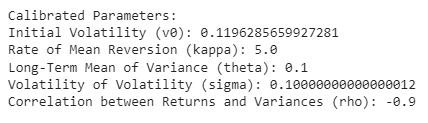 Calibrated Parameters:
Initial Volatility (v0): 0.1196285659927281
Rate of Mean Reversion (kappa): 5.0
Long-Term Mean of Variance (theta): 0.1
Volatility of Volatility (sigma): 0.10000000000000012
Correlation between Returns and Variances (rho): -0.9